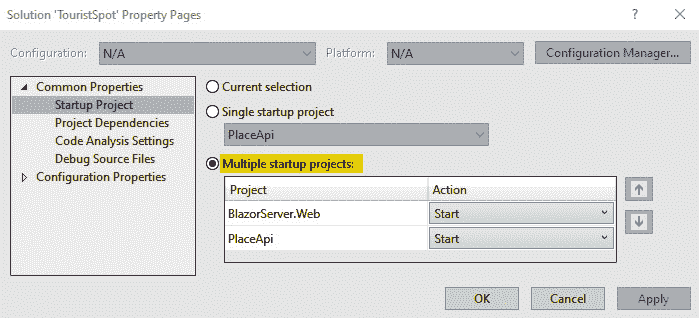 Solution 'TouristSpot' Property Pages ? ×
Configuration: N/A Platform: N/A Configuration Manager...
Common Properties
Startup Project
Project Dependencies
Code Analysis Settings
Debug Source Files
Configuration Properties
Current selection
Single startup project
PlaceApi
Multiple startup projects:
Project Action
BlazorServer.Web Start
PlaceApi Start
OK Cancel Apply